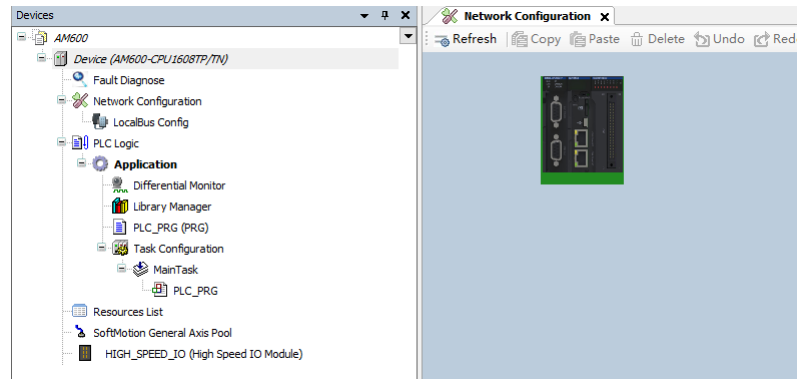 Devices
AM600
Device (AM600-CPU1608TP/TN)
Fault Diagnose
Network Configuration
LocalBus Config
PLC Logic
Application
Differential Monitor
Library Manager
PLC_PRG (PRG)
Task Configuration
MainTask
PLC_PRG
Resources List
SoftMotion General Axis Pool
HIGH_SPEED_IO (High Speed IO Module)
Network Configuration
Refresh Copy Paste Delete Undo Red